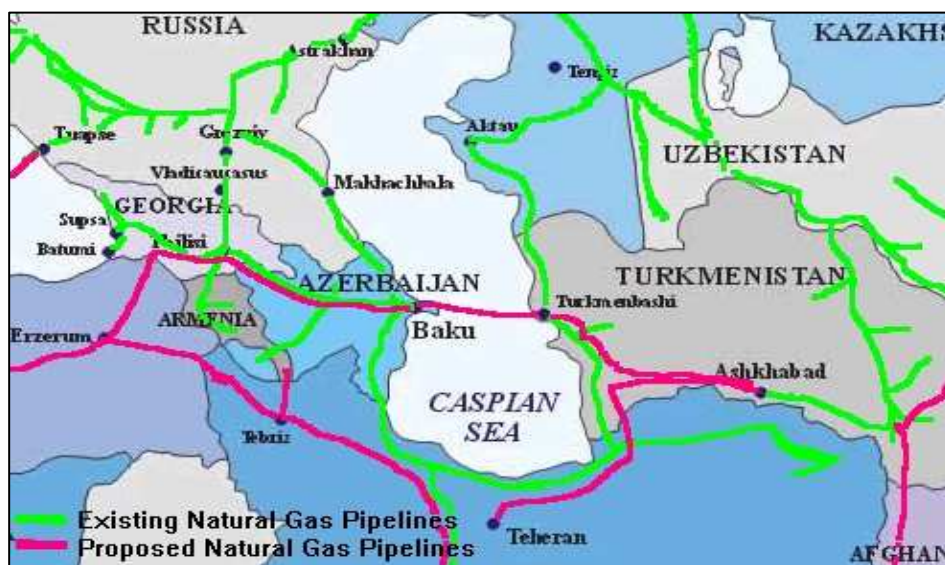 RUSSIA
KAZAKHS
Astrakhan
Tengiz
Tuapse
Grozniy
Aktau
UZBEKISTAN
Vladicaucasus
Makhachkala
GEORGIA
Supsa
Batumi
Tbilisi
AZERBAIJAN
TURKMENISTAN
Turkmenbashi
ARMENIA
Erzerum
Baku
Ashkhabad
CASPIAN
SEA
Tebriz
Existing Natural Gas Pipelines
Teheran
Proposed Natural Gas Pipelines
AFGHAN